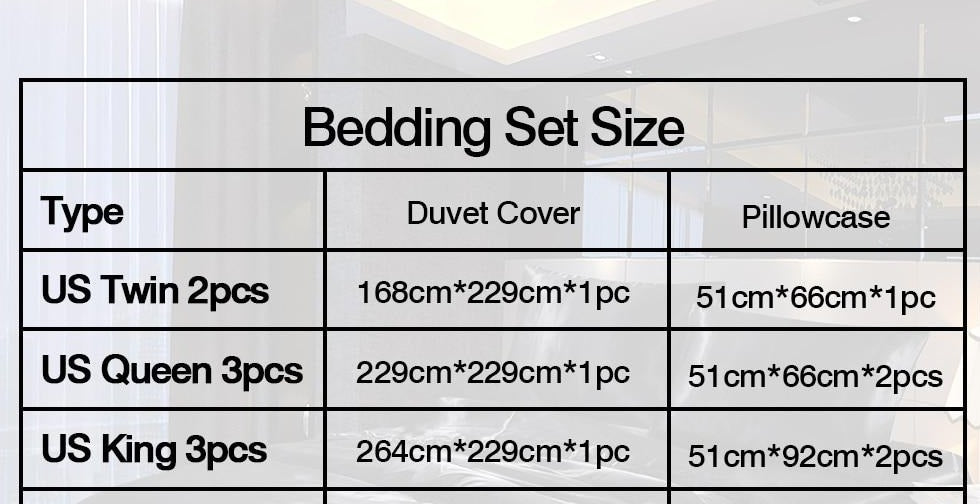 Bedding Set Size
Type Duvet Cover Pillowcase
US Twin 2pcs 168cm*229cm*1pc 51cm*66cm*1pc
US Queen 3pcs 229cm*229cm*1pc 51cm*66cm*2pcs
US King 3pcs 264cm*229cm*1pc 51cm*92cm*2pcs